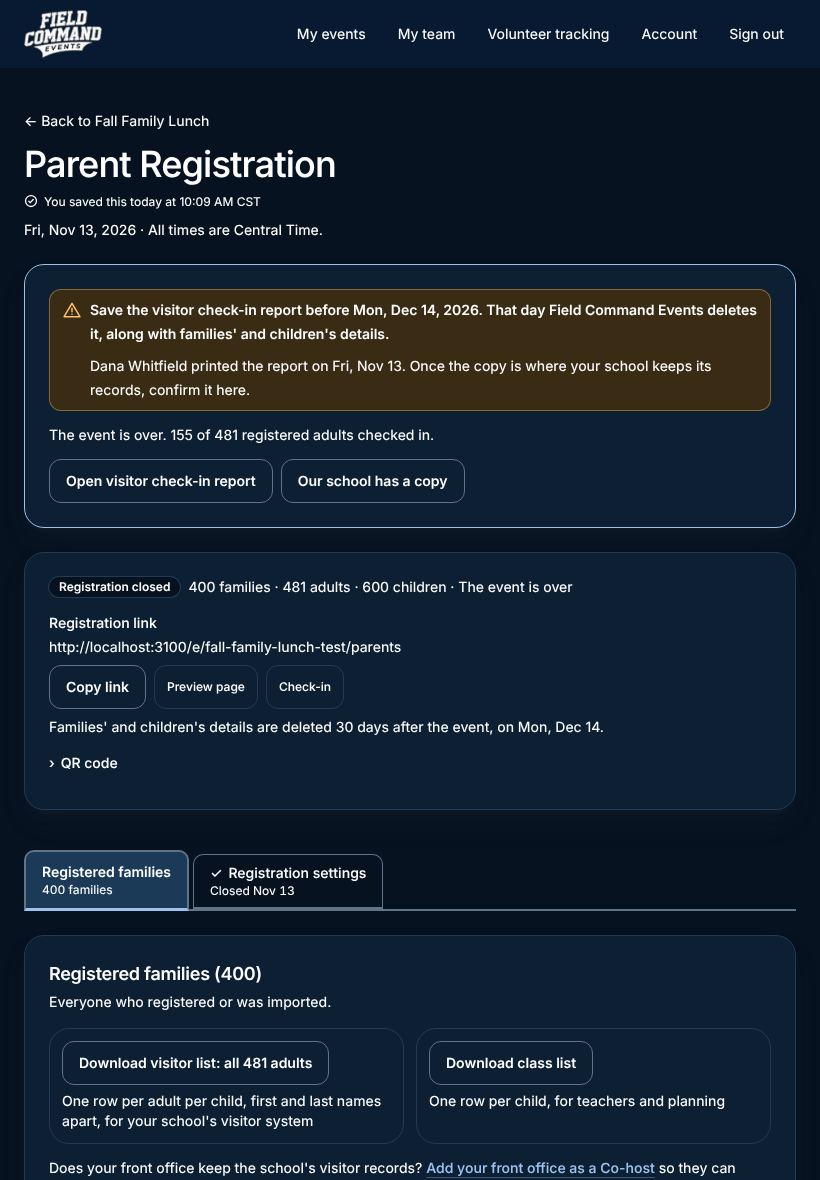 FIELD COMMAND EVENTS
My events My team Volunteer tracking Account Sign out
← Back to Fall Family Lunch
Parent Registration
You saved this today at 10:09 AM CST
Fri, Nov 13, 2026 · All times are Central Time.
Save the visitor check-in report before Mon, Dec 14, 2026. That day Field Command Events deletes
it, along with families' and children's details.
Dana Whitfield printed the report on Fri, Nov 13. Once the copy is where your school keeps its
records, confirm it here.
The event is over. 155 of 481 registered adults checked in.
Open visitor check-in report Our school has a copy
Registration closed 400 families · 481 adults · 600 children · The event is over
Registration link
http://localhost:3100/e/fall-family-lunch-test/parents
Copy link Preview page Check-in
Families' and children's details are deleted 30 days after the event, on Mon, Dec 14.
› QR code
Registered families ✓ Registration settings
400 families Closed Nov 13
Registered families (400)
Everyone who registered or was imported.
Download visitor list: all 481 adults Download class list
One row per adult per child, first and last names One row per child, for teachers and planning
apart, for your school's visitor system
Does your front office keep the school's visitor records? Add your front office as a Co-host so they can